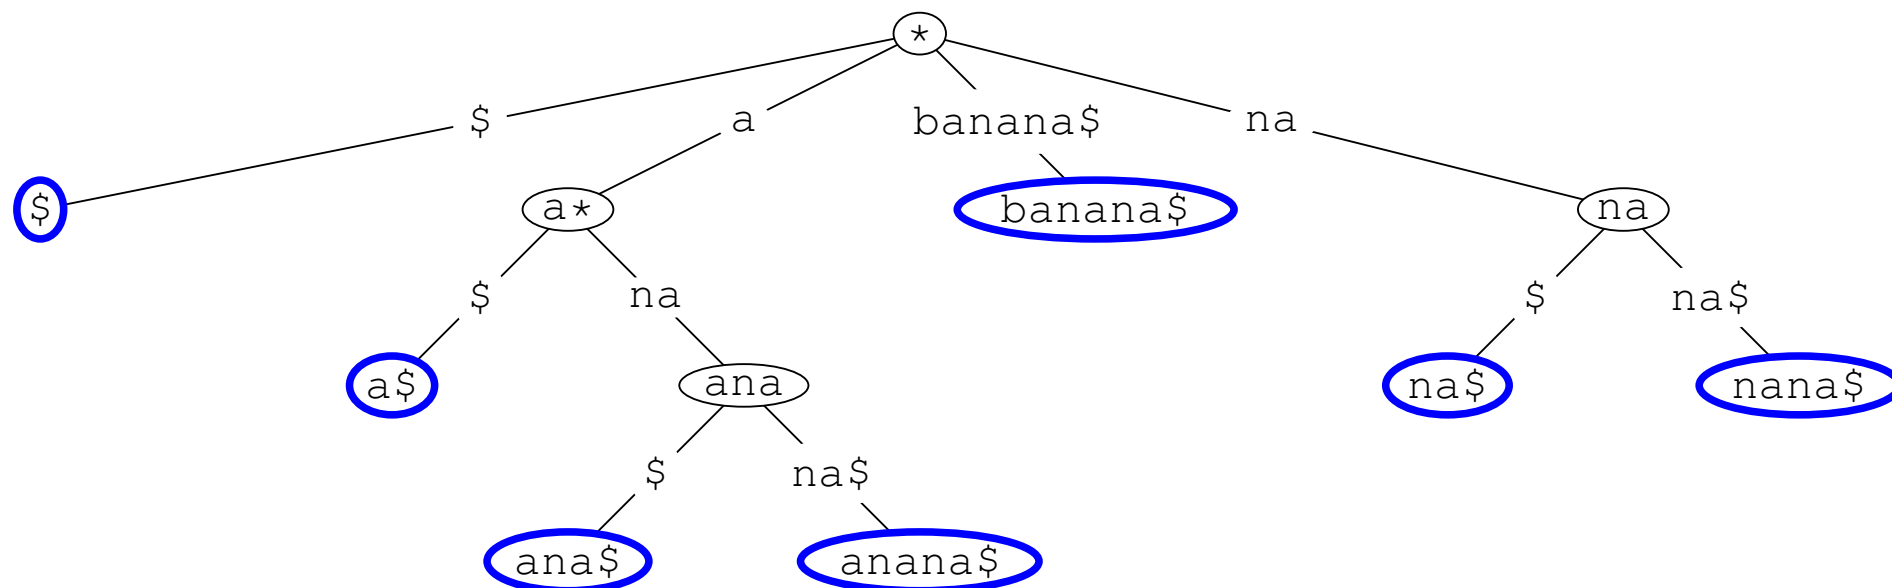 *
$ a banana$ na
$ a* banana$ na
$ na $ na$
a$ ana na$ nana$
$ na$
ana$ anana$